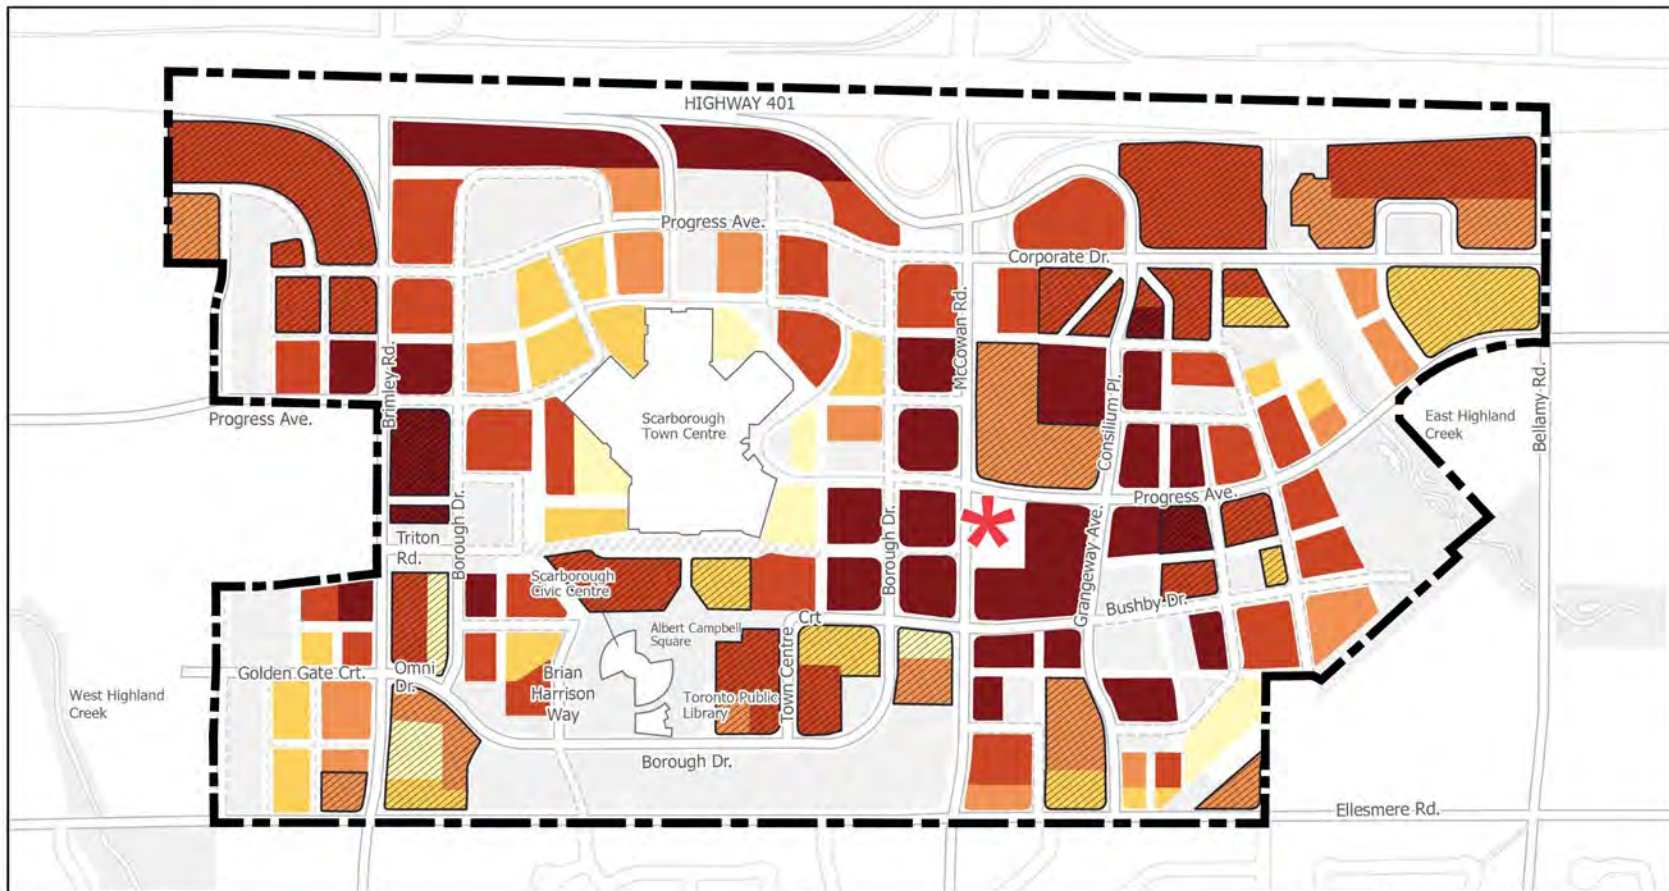 HIGHWAY 401
Progress Ave.
Corporate Dr.
McCowan Rd.
Brimley Rd.
Consilium Pl.
Bellamy Rd.
Progress Ave.
Scarborough
Town Centre
East Highland
Creek
Progress Ave.
Borough Dr.
Borough Dr.
Grangeway Ave.
Triton
Rd.
Scarborough
Civic Centre
Bushby Dr.
Town Centre Crt
Albert Campbell
Square
Golden Gate Crt.
Omni
Dr.
Brian
Harrison
Way
Toronto Public
Library
West Highland
Creek
Borough Dr.
Ellesmere Rd.